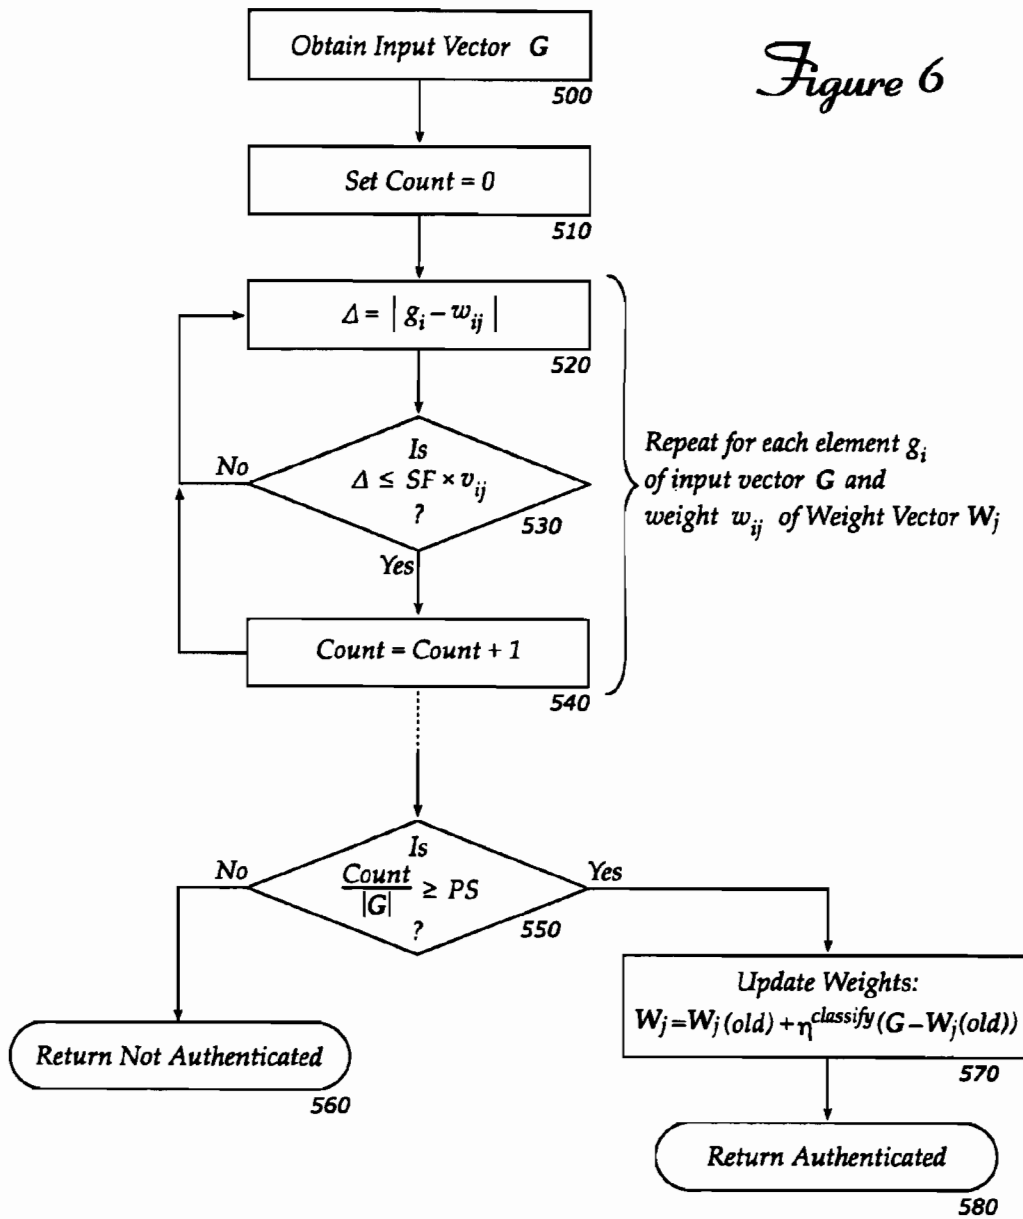 Figure 6
Obtain Input Vector G
500
Set Count = 0
510
Δ = | g_i – w_ij |
520
Is
Δ ≤ SF × v_ij
?
530
No
Yes
Count = Count + 1
540
Repeat for each element g_i
of input vector G and
weight w_ij of Weight Vector W_j
Is
Count
|G|
≥ PS
?
550
No
Yes
Return Not Authenticated
560
Update Weights:
W_j = W_j (old) + η^classify (G – W_j (old))
570
Return Authenticated
580